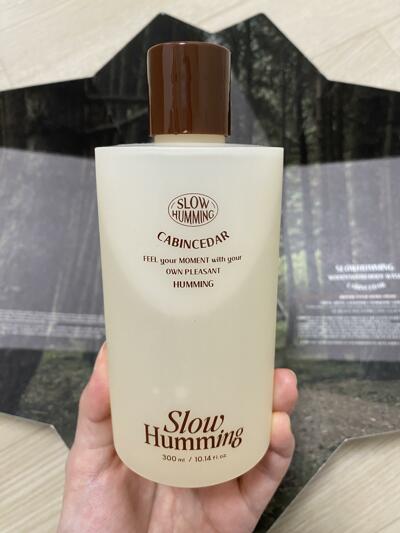 SLOW
HUMMING
CABINCEDAR
FEEL your MOMENT with your
OWN PLEASANT
HUMMING
Slow
Humming
300 ml / 10.14 fl.oz
SLOWHUMMING
CABINCEDAR